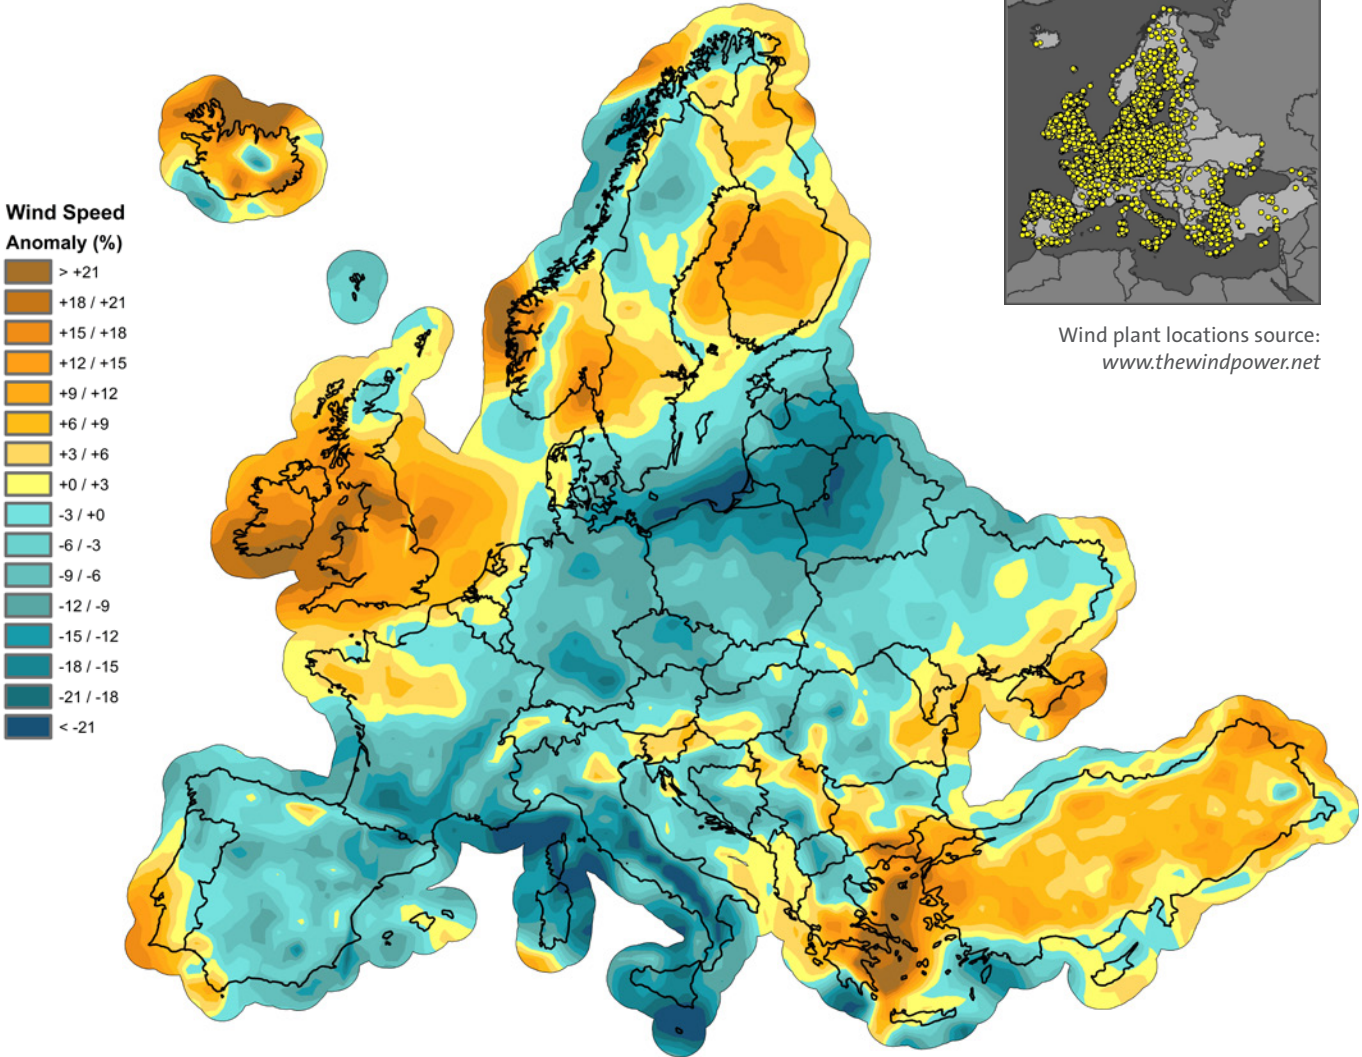 Wind Speed
Anomaly (%)
> +21
+18 / +21
+15 / +18
+12 / +15
+9 / +12
+6 / +9
+3 / +6
+0 / +3
-3 / +0
-6 / -3
-9 / -6
-12 / -9
-15 / -12
-18 / -15
-21 / -18
< -21
Wind plant locations source:
www.thewindpower.net